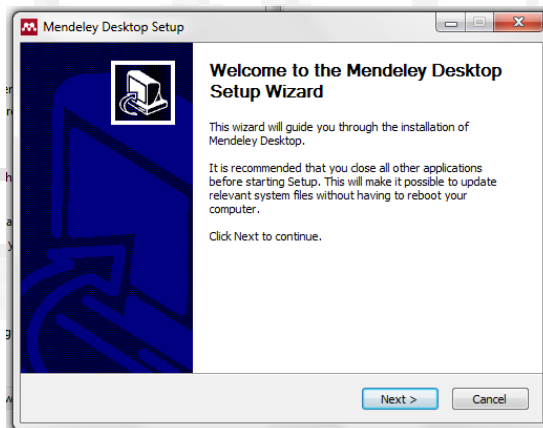 Mendeley Desktop Setup
Welcome to the Mendeley Desktop
Setup Wizard
This wizard will guide you through the installation of
Mendeley Desktop.
It is recommended that you close all other applications
before starting Setup. This will make it possible to update
relevant system files without having to reboot your
computer.
Click Next to continue.
Next >
Cancel